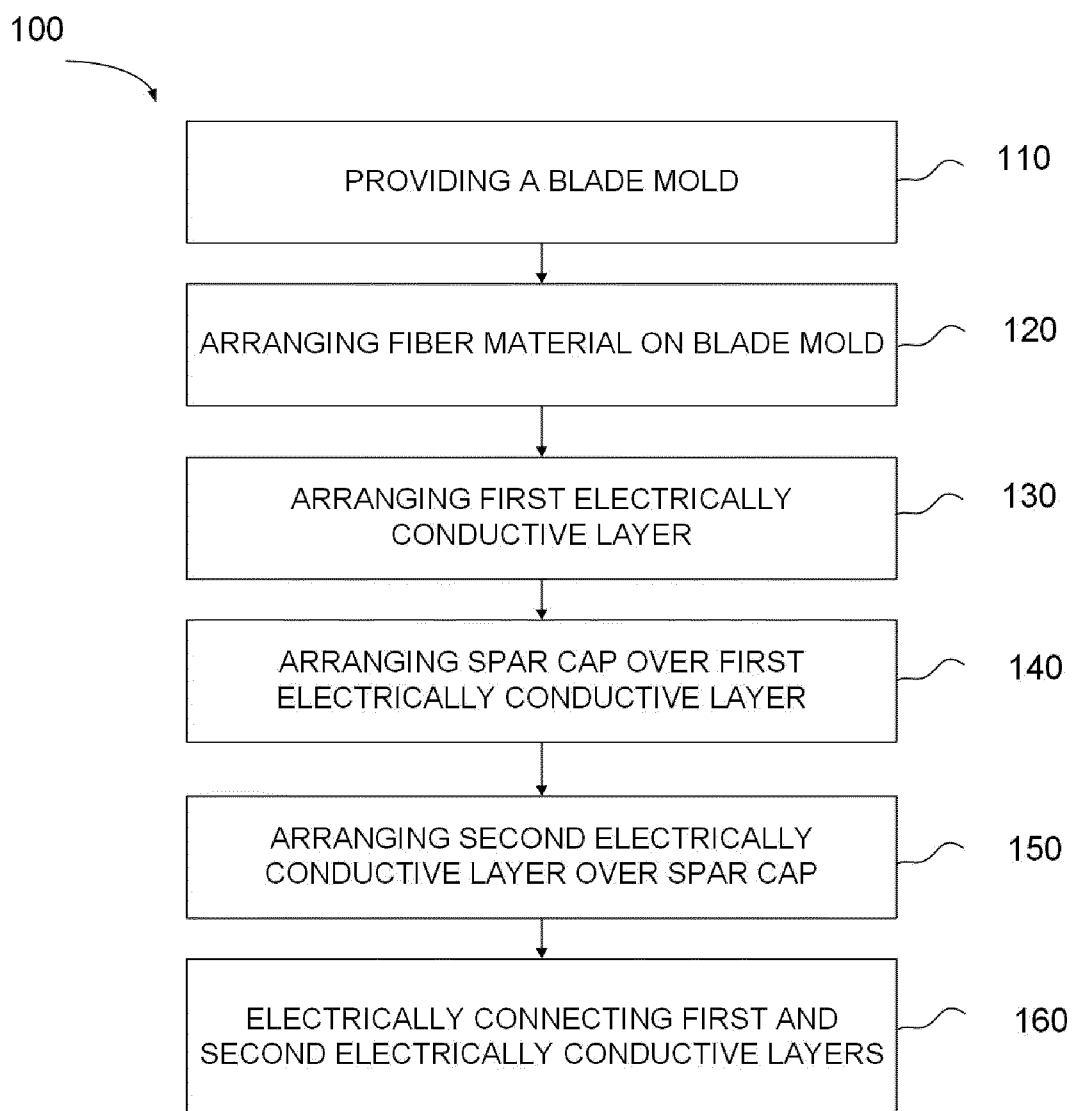 100
PROVIDING A BLADE MOLD
110
ARRANGING FIBER MATERIAL ON BLADE MOLD
120
ARRANGING FIRST ELECTRICALLY
CONDUCTIVE LAYER
130
ARRANGING SPAR CAP OVER FIRST
ELECTRICALLY CONDUCTIVE LAYER
140
ARRANGING SECOND ELECTRICALLY
CONDUCTIVE LAYER OVER SPAR CAP
150
ELECTRICALLY CONNECTING FIRST AND
SECOND ELECTRICALLY CONDUCTIVE LAYERS
160